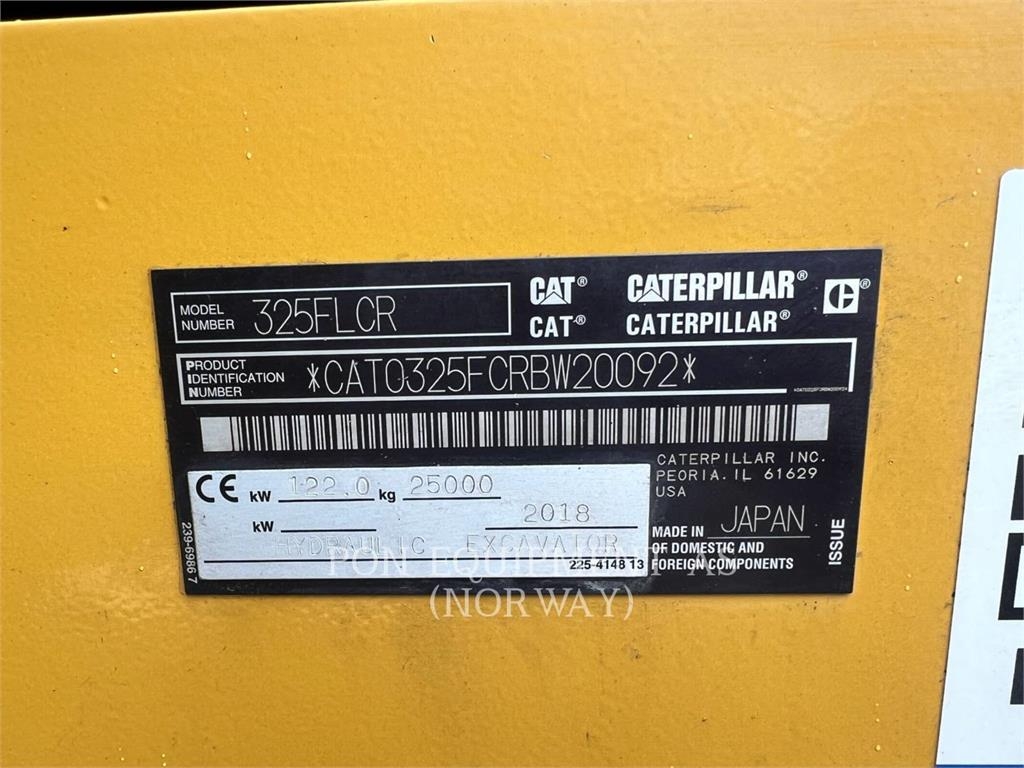 MODEL NUMBER 325FLCR
CAT® CATERPILLAR®
CAT® CATERPILLAR®
PRODUCT IDENTIFICATION NUMBER *CAT0325FCRBW20092*
*CAT0325FCRBW20092*
CATERPILLAR INC.
PEORIA. IL 61629
USA
CE kW 122.0 kg 25000
kW 2018
HYDRAULIC EXCAVATOR
225-4148 13
MADE IN JAPAN
OF DOMESTIC AND
FOREIGN COMPONENTS
ISSUE
239-6986 7
PON EQUIPMENT AS
(NORWAY)